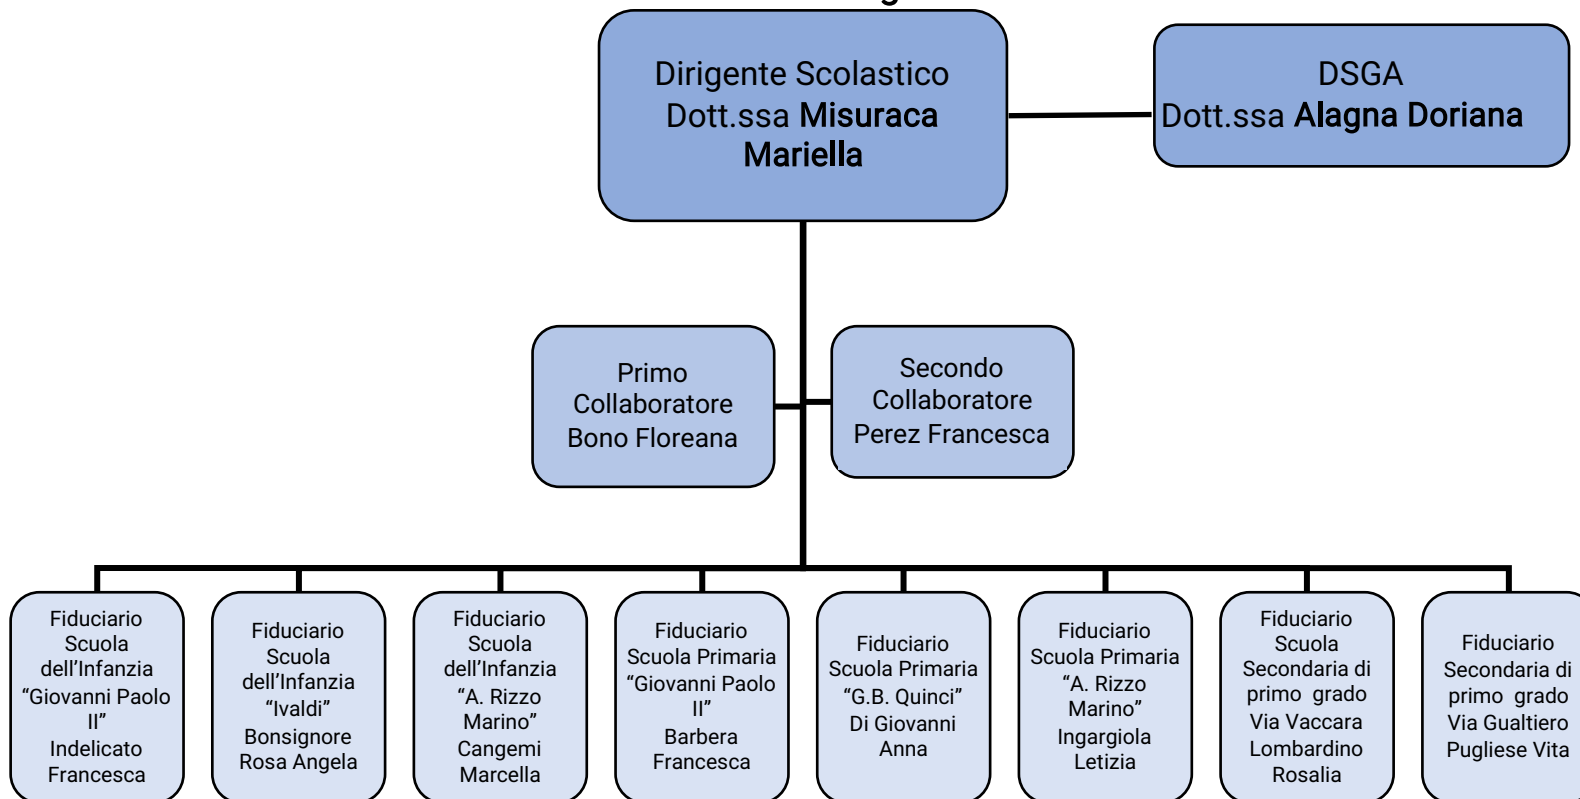 g
Dirigente Scolastico
Dott.ssa Misuraca
Mariella
DSGA
Dott.ssa Alagna Doriana
Primo
Collaboratore
Bono Floreana
Secondo
Collaboratore
Perez Francesca
Fiduciario
Scuola
dell’Infanzia
“Giovanni Paolo
II”
Indelicato
Francesca
Fiduciario
Scuola
dell’Infanzia
“Ivaldi”
Bonsignore
Rosa Angela
Fiduciario
Scuola
dell’Infanzia
“A. Rizzo
Marino”
Cangemi
Marcella
Fiduciario
Scuola Primaria
“Giovanni Paolo
II”
Barbera
Francesca
Fiduciario
Scuola Primaria
“G.B. Quinci”
Di Giovanni
Anna
Fiduciario
Scuola Primaria
“A. Rizzo
Marino”
Ingargiola
Letizia
Fiduciario
Scuola
Secondaria di
primo grado
Via Vaccara
Lombardino
Rosalia
Fiduciario
Secondaria di
primo grado
Via Gualtiero
Pugliese Vita